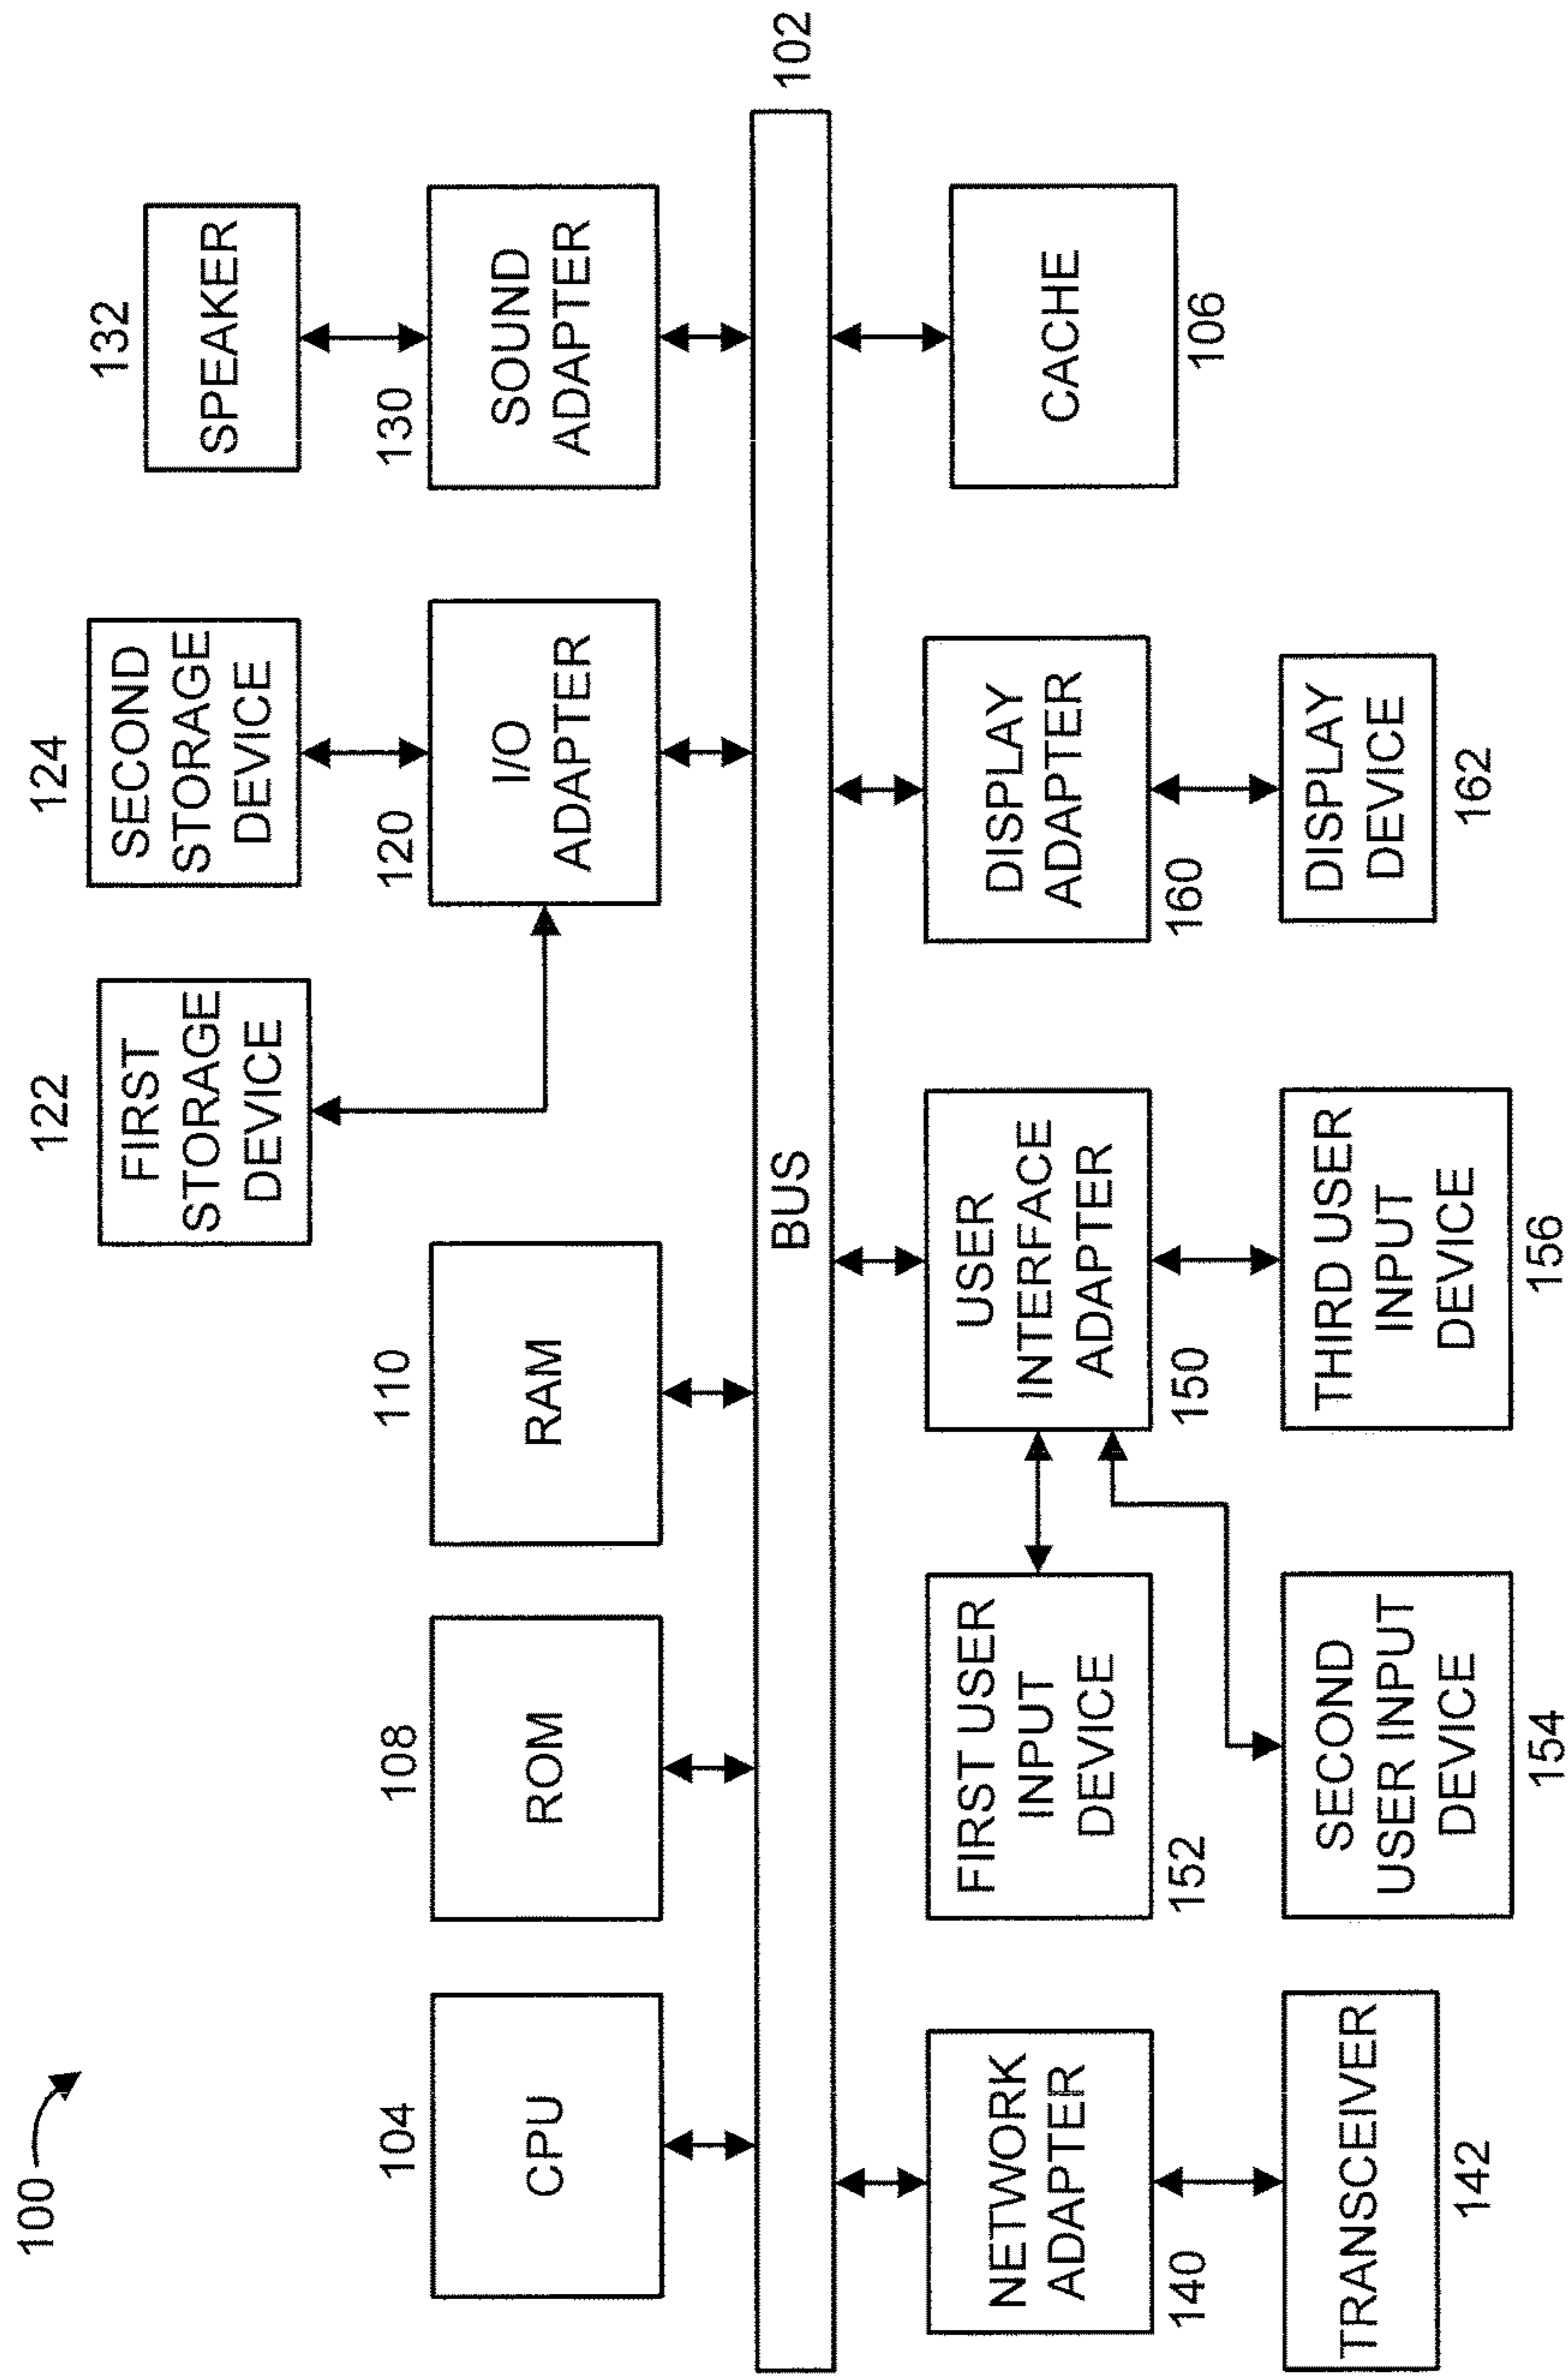 100
122
FIRST
STORAGE
DEVICE
124
SECOND
STORAGE
DEVICE
132
SPEAKER
104
CPU
108
ROM
110
RAM
120
I/O
ADAPTER
130
SOUND
ADAPTER
BUS
102
NETWORK
ADAPTER
140
FIRST USER
INPUT
DEVICE
152
USER
INTERFACE
ADAPTER
150
DISPLAY
ADAPTER
160
CACHE
106
TRANSCEIVER
142
SECOND
USER INPUT
DEVICE
154
THIRD USER
INPUT
DEVICE
156
DISPLAY
DEVICE
162